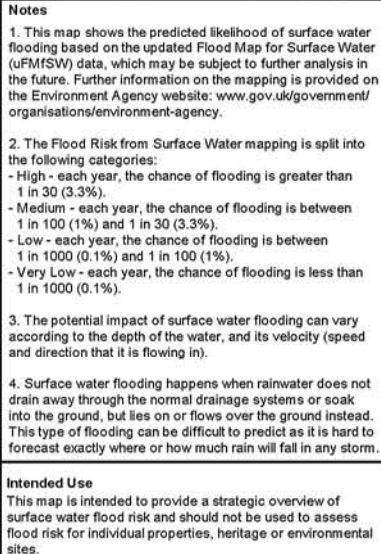 Notes
1. This map shows the predicted likelihood of surface water
flooding based on the updated Flood Map for Surface Water
(uFMfSW) data, which may be subject to further analysis in
the future. Further information on the mapping is provided on
the Environment Agency website: www.gov.uk/government/
organisations/environment-agency.
2. The Flood Risk from Surface Water mapping is split into
the following categories:
- High - each year, the chance of flooding is greater than
1 in 30 (3.3%).
- Medium - each year, the chance of flooding is between
1 in 100 (1%) and 1 in 30 (3.3%).
- Low - each year, the chance of flooding is between
1 in 1000 (0.1%) and 1 in 100 (1%).
- Very Low - each year, the chance of flooding is less than
1 in 1000 (0.1%).
3. The potential impact of surface water flooding can vary
according to the depth of the water, and its velocity (speed
and direction that it is flowing in).
4. Surface water flooding happens when rainwater does not
drain away through the normal drainage systems or soak
into the ground, but lies on or flows over the ground instead.
This type of flooding can be difficult to predict as it is hard to
forecast exactly where or how much rain will fall in any storm.
Intended Use
This map is intended to provide a strategic overview of
surface water flood risk and should not be used to assess
flood risk for individual properties, heritage or environmental
sites.